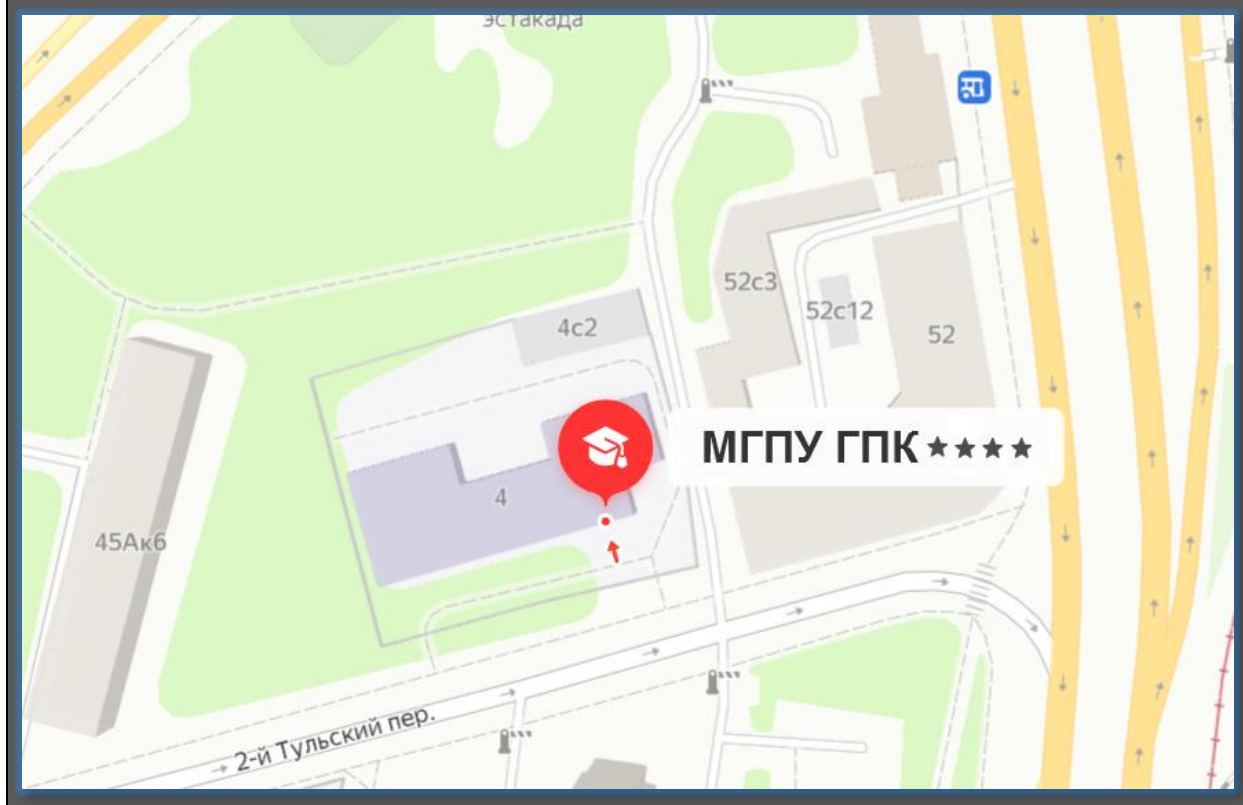 эстакада
52с3
52с12
4с2
52
МГПУ ГПК★★★★
4
45Ак6
2-й Тульский пер.